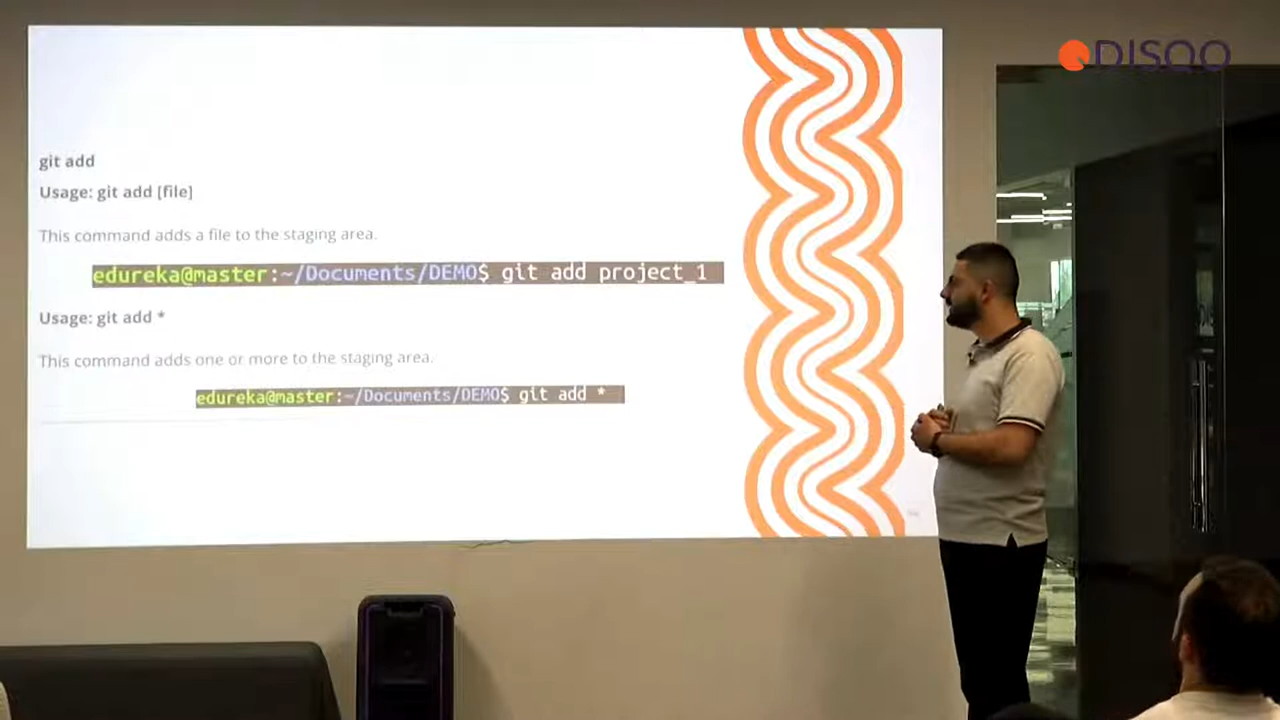 DISQO
git add
Usage: git add [file]
This command adds a file to the staging area.
edureka@master:~/Documents/DEMO$ git add project_1
Usage: git add *
This command adds one or more to the staging area.
edureka@master:~/Documents/DEMO$ git add *